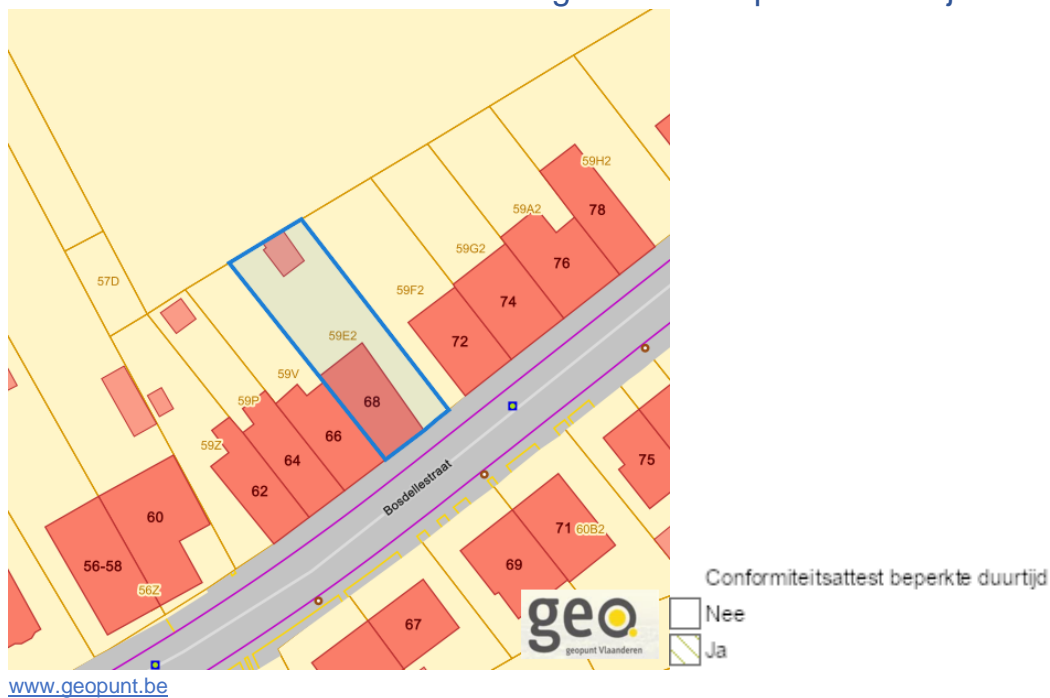 59H2
78
59A2
76
59G2
57D
59F2
74
59E2
72
59V
68
59P
66
59Z
64
Bosdellestraat
75
62
60
71
60B2
56-58
69
56Z
67
geo.
geopunt Vlaanderen
Conformiteitsattest beperkte duurtijd
Nee
Ja
www.geopunt.be